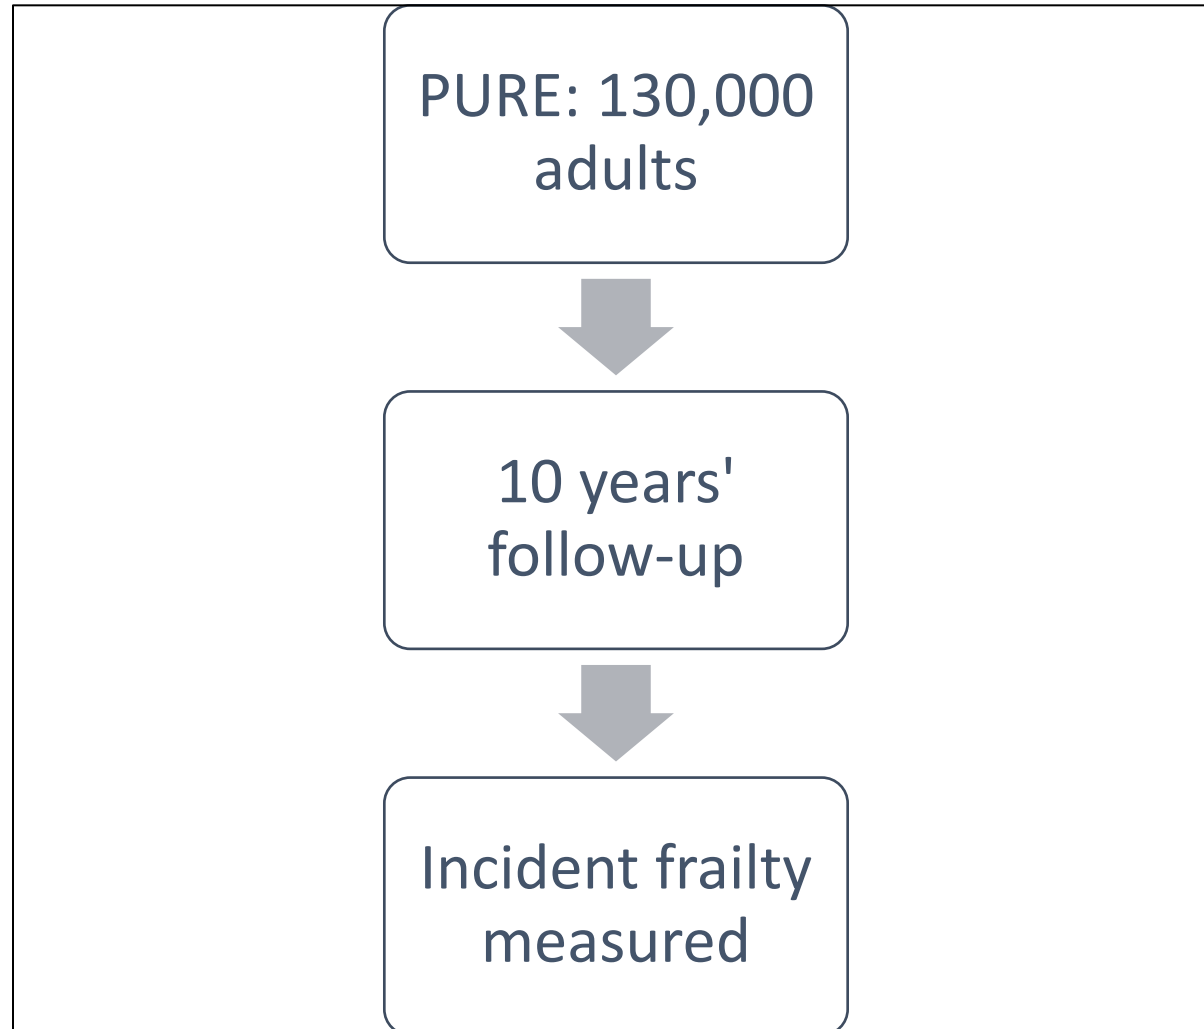 PURE: 130,000
adults
10 years'
follow-up
Incident frailty
measured